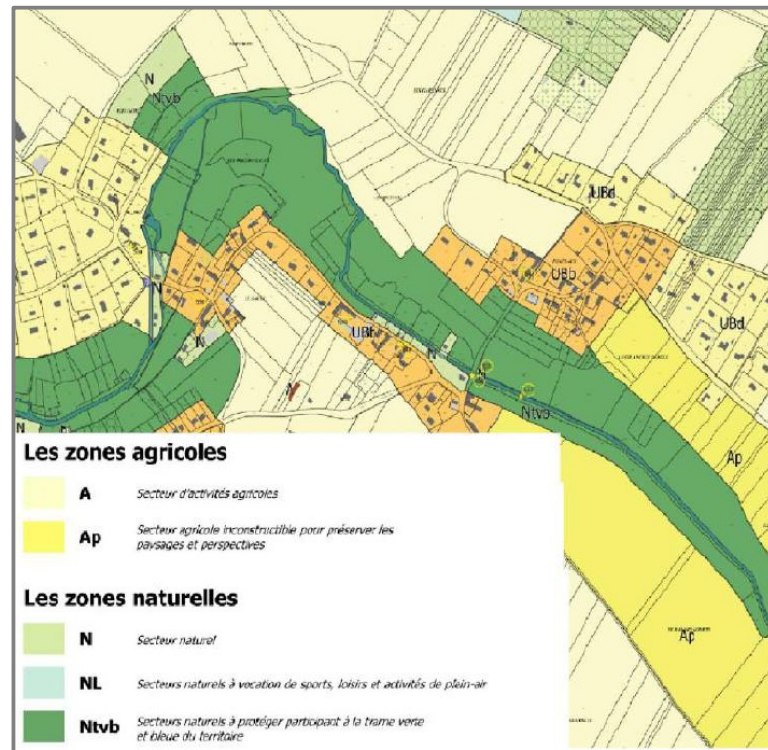 N
Ntvb
UBd
UBb
N
UBd
UBb
N
N
Ntvb
Ap
N
Ap
Les zones agricoles
A Secteur d'activités agricoles
Ap Secteur agricole inconstructible pour préserver les
paysages et perspectives
Les zones naturelles
N Secteur naturel
NL Secteurs naturels à vocation de sports, loisirs et activités de plein-air
Ntvb Secteurs naturels à protéger participant à la trame verte
et bleue du territoire